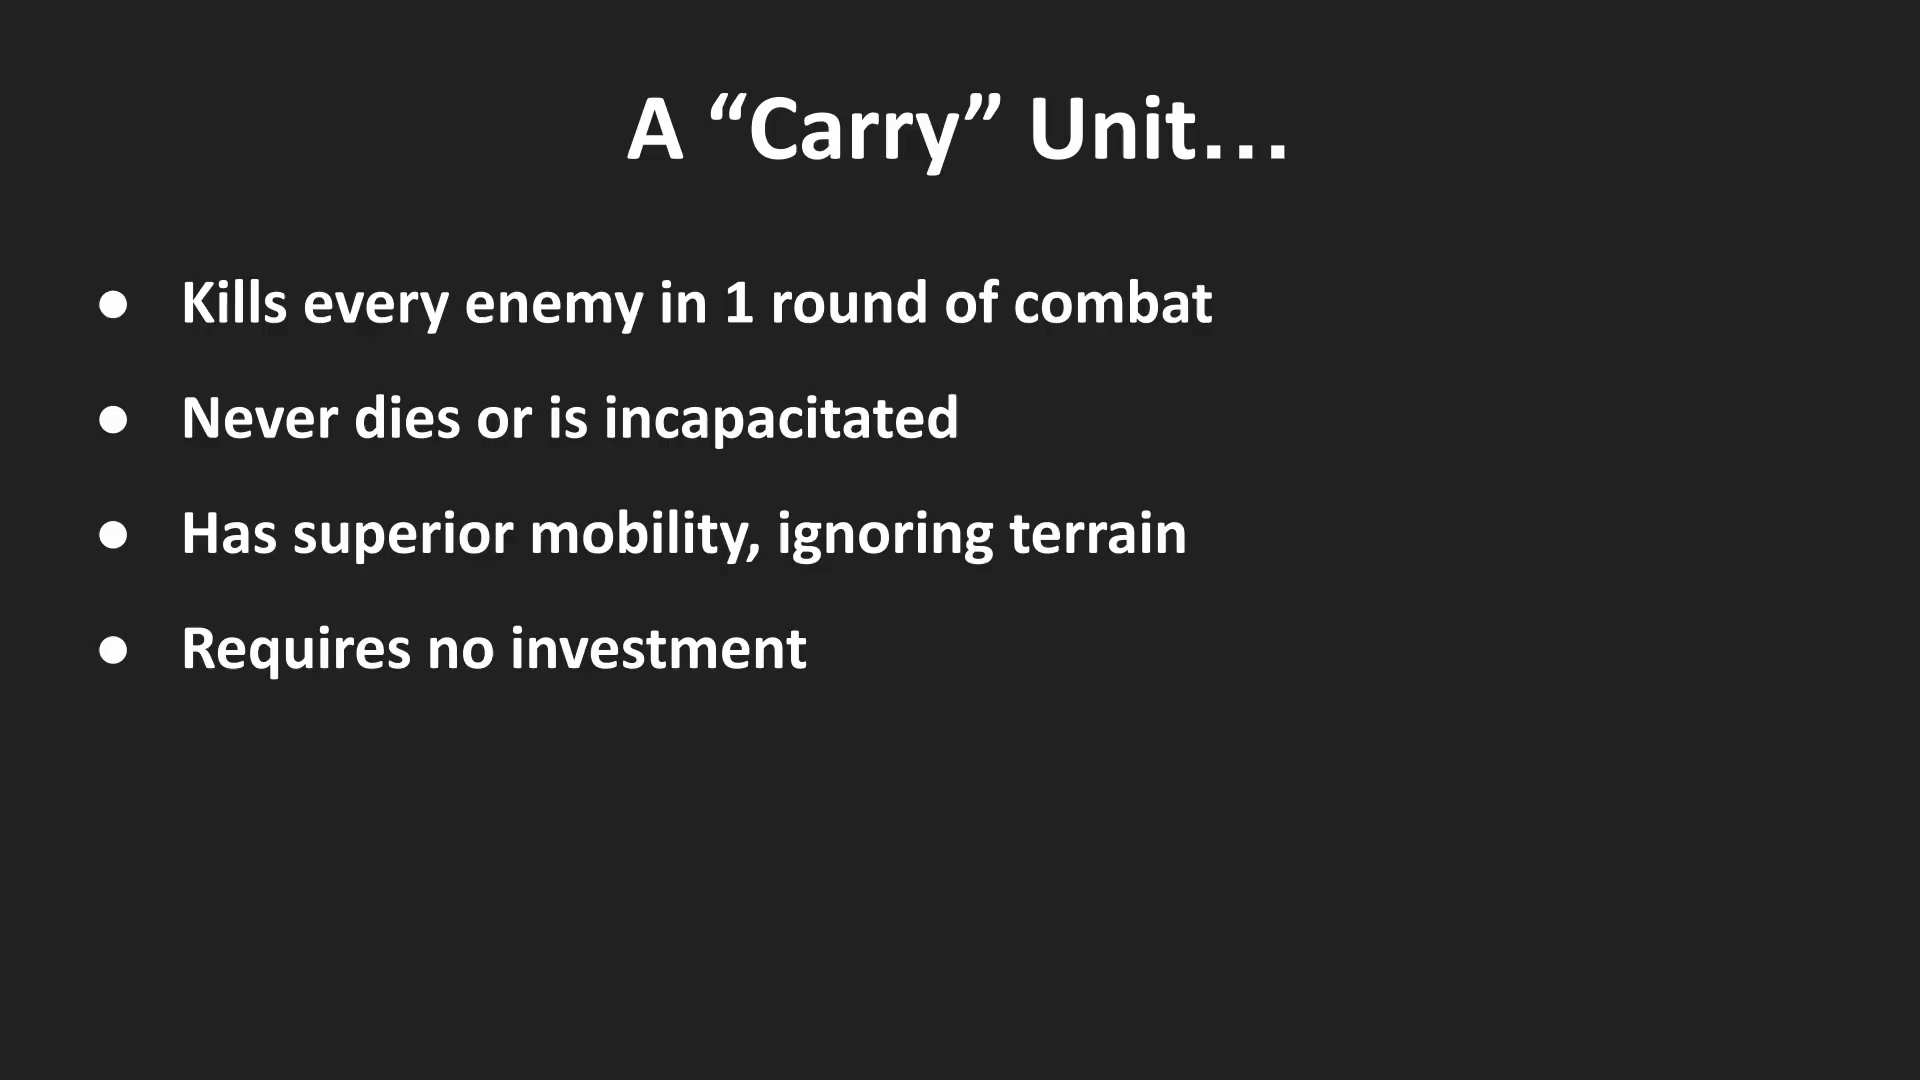 A “Carry” Unit…
● Kills every enemy in 1 round of combat
● Never dies or is incapacitated
● Has superior mobility, ignoring terrain
● Requires no investment